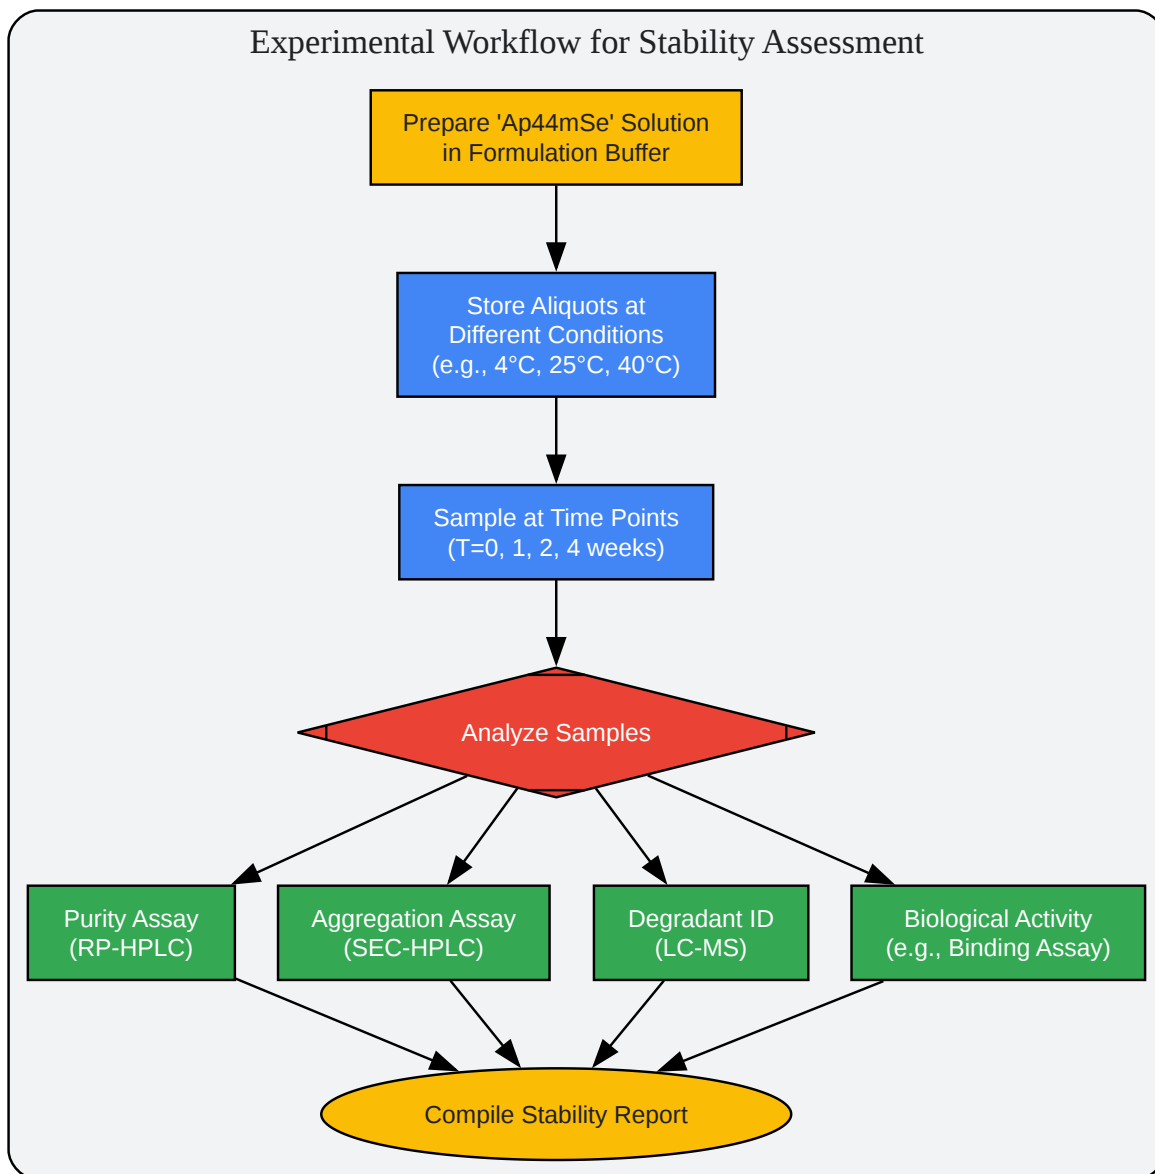 Experimental Workflow for Stability Assessment
Prepare 'Ap44mSe' Solution
in Formulation Buffer
Store Aliquots at
Different Conditions
(e.g., 4°C, 25°C, 40°C)
Sample at Time Points
(T=0, 1, 2, 4 weeks)
Analyze Samples
Purity Assay
(RP-HPLC)
Aggregation Assay
(SEC-HPLC)
Degradant ID
(LC-MS)
Biological Activity
(e.g., Binding Assay)
Compile Stability Report